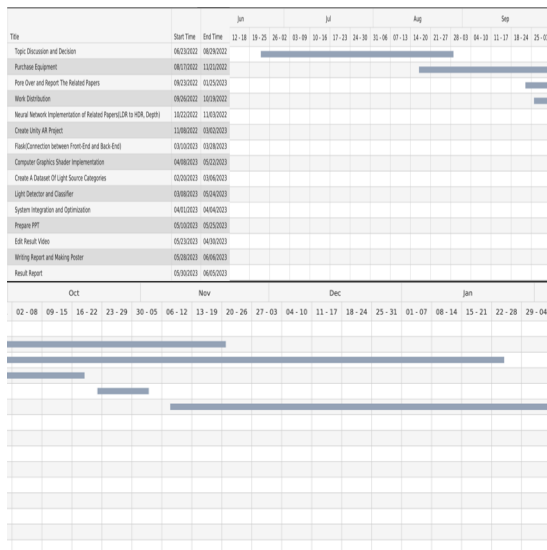 Jun Jul Aug Sep
Title Start Time End Time 12 - 18 19 - 25 26 - 02 03 - 09 10 - 16 17 - 23 24 - 30 31 - 06 07 - 13 14 - 20 21 - 27 28 - 03 04 - 10 11 - 17 18 - 24
Topic Discussion and Decision 06/23/2022 08/29/2022
Purchase Equipment 08/17/2022 11/21/2022
Pore Over and Report The Related Papers 09/23/2022 01/25/2023
Work Distribution 09/26/2022 10/19/2022
Neural Network Implementation of Related Papers(LDR to HDR, Depth) 10/22/2022 11/03/2022
Create Unity AR Project 11/08/2022 03/02/2023
Flask(Connection between Front-End and Back-End) 03/10/2023 03/28/2023
Computer Graphics Shader Implementation 04/08/2023 05/22/2023
Create A Dataset Of Light Source Categories 02/20/2023 03/06/2023
Light Detector and Classifier 03/08/2023 05/24/2023
System Integration and Optimization 04/01/2023 04/04/2023
Prepare PPT 05/10/2023 05/25/2023
Edit Result Video 05/23/2023 04/30/2023
Writing Report and Making Poster 05/28/2023 06/06/2023
Result Report 05/30/2023 06/05/2023
Oct Nov Dec Jan
02 - 08 09 - 15 16 - 22 23 - 29 30 - 05 06 - 12 13 - 19 20 - 26 27 - 03 04 - 10 11 - 17 18 - 24 25 - 31 01 - 07 08 - 14 15 - 21 22 - 28 29 - 04